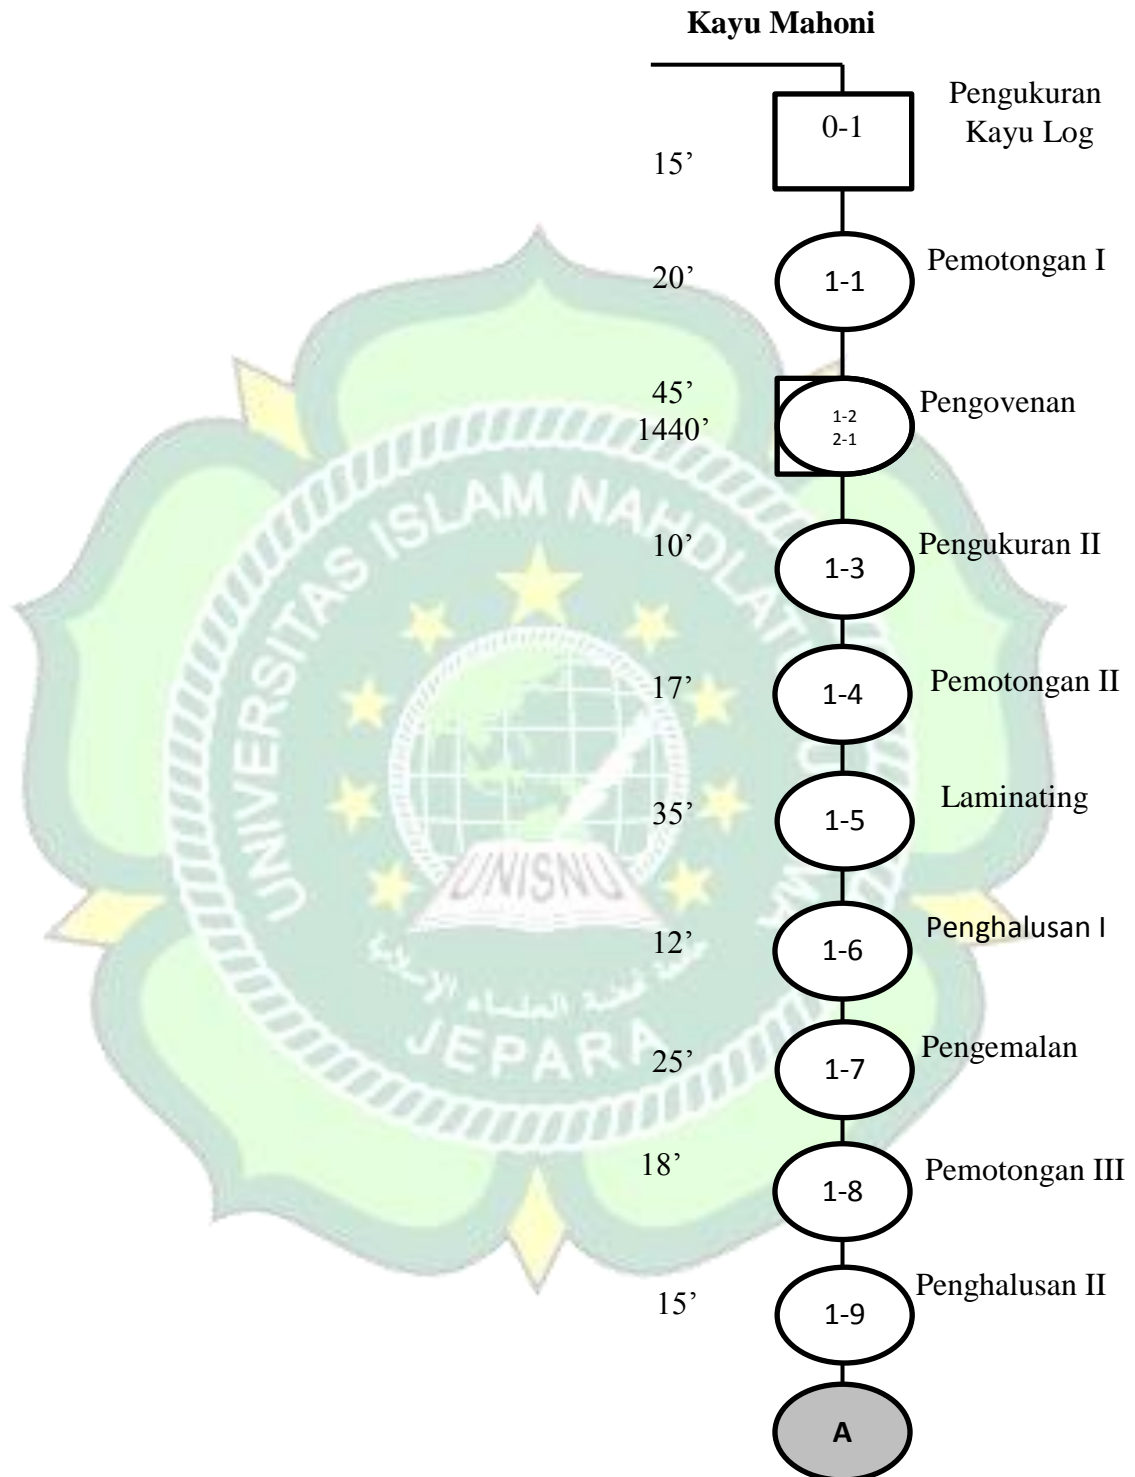 Kayu Mahoni
Pengukuran
Kayu Log
0-1
15’
Pemotongan I
20’
1-1
45’
1440’
Pengovenan
1-2
2-1
10’
Pengukuran II
1-3
17’
Pemotongan II
1-4
35’
Laminating
1-5
12’
Penghalusan I
1-6
25’
Pengemalan
1-7
18’
Pemotongan III
1-8
15’
Penghalusan II
1-9
A
UNIVERSITAS ISLAM NAHDLATUL
UNISNU
JEPARA